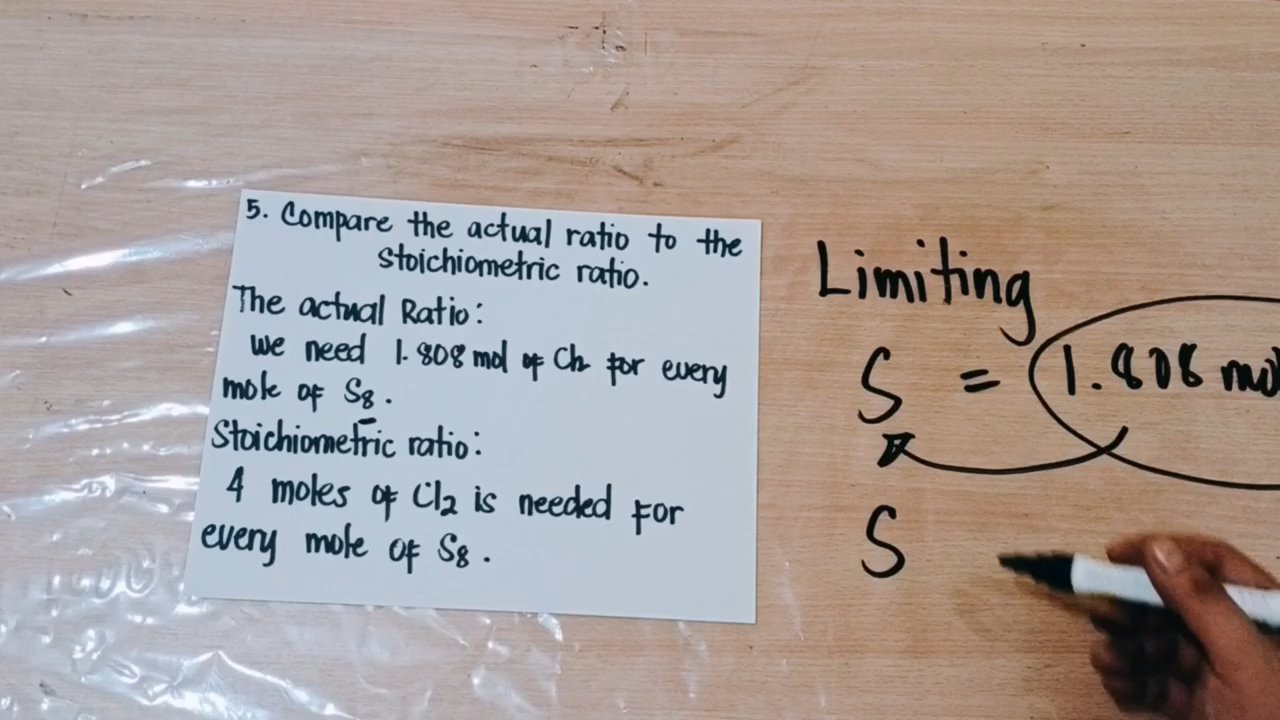 5. Compare the actual ratio to the
stoichiometric ratio.
The actual Ratio:
we need 1.808 mol of Cl2 for every
mole of S8.
Stoichiometric ratio:
4 moles of Cl2 is needed for
every mole of S8.
Limiting
S = 1.808 mo
S